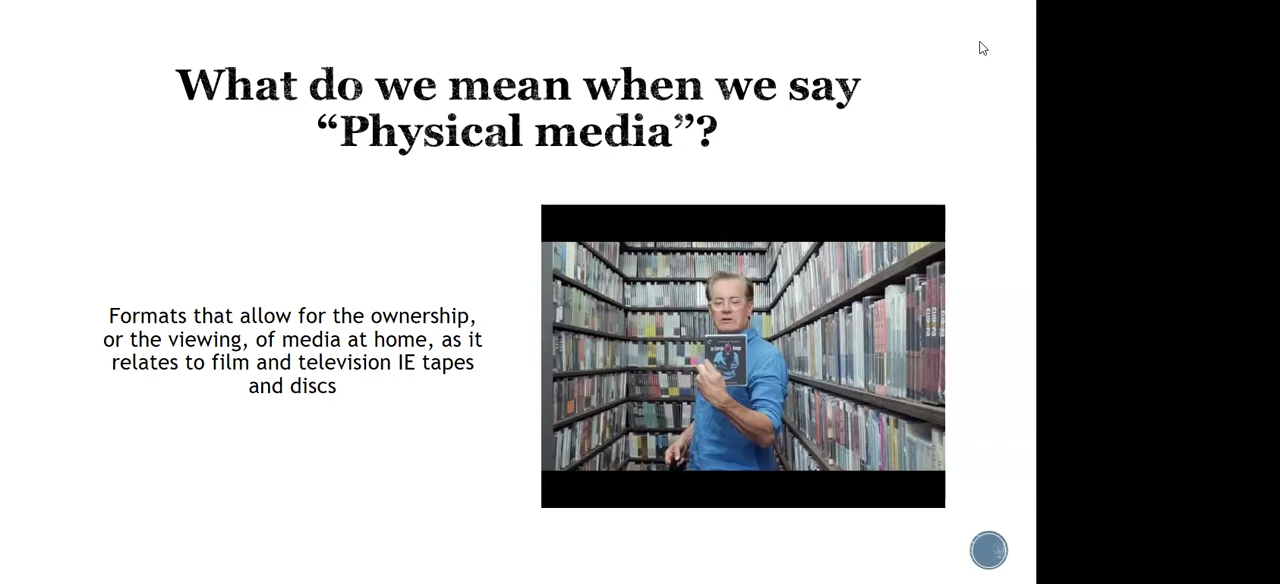 What do we mean when we say
“Physical media”?
Formats that allow for the ownership,
or the viewing, of media at home, as it
relates to film and television IE tapes
and discs